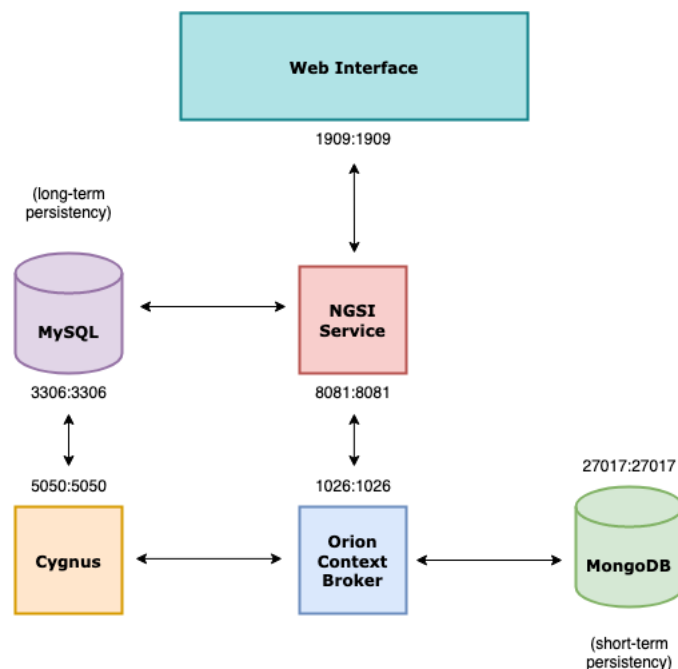 Web Interface
1909:1909
(long-term
persistency)
MySQL
3306:3306
NGSI
Service
8081:8081
5050:5050
Cygnus
1026:1026
Orion
Context
Broker
27017:27017
MongoDB
(short-term
persistency)